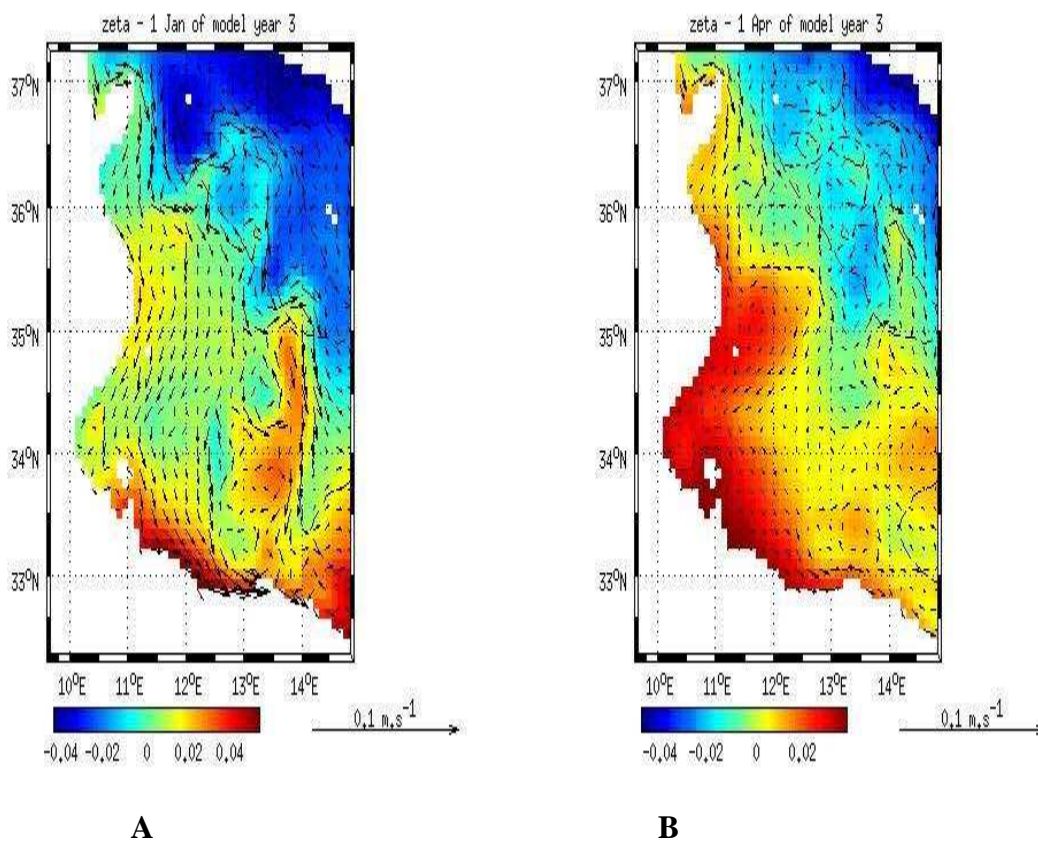 zeta - 1 Jan of model year 3
37°N
36°N
35°N
34°N
33°N
10°E 11°E 12°E 13°E 14°E
0.1 m.s-1
-0.04 -0.02 0 0.02 0.04
A
zeta - 1 Apr of model year 3
37°N
36°N
35°N
34°N
33°N
10°E 11°E 12°E 13°E 14°E
0.1 m.s-1
-0.04 -0.02 0 0.02
B